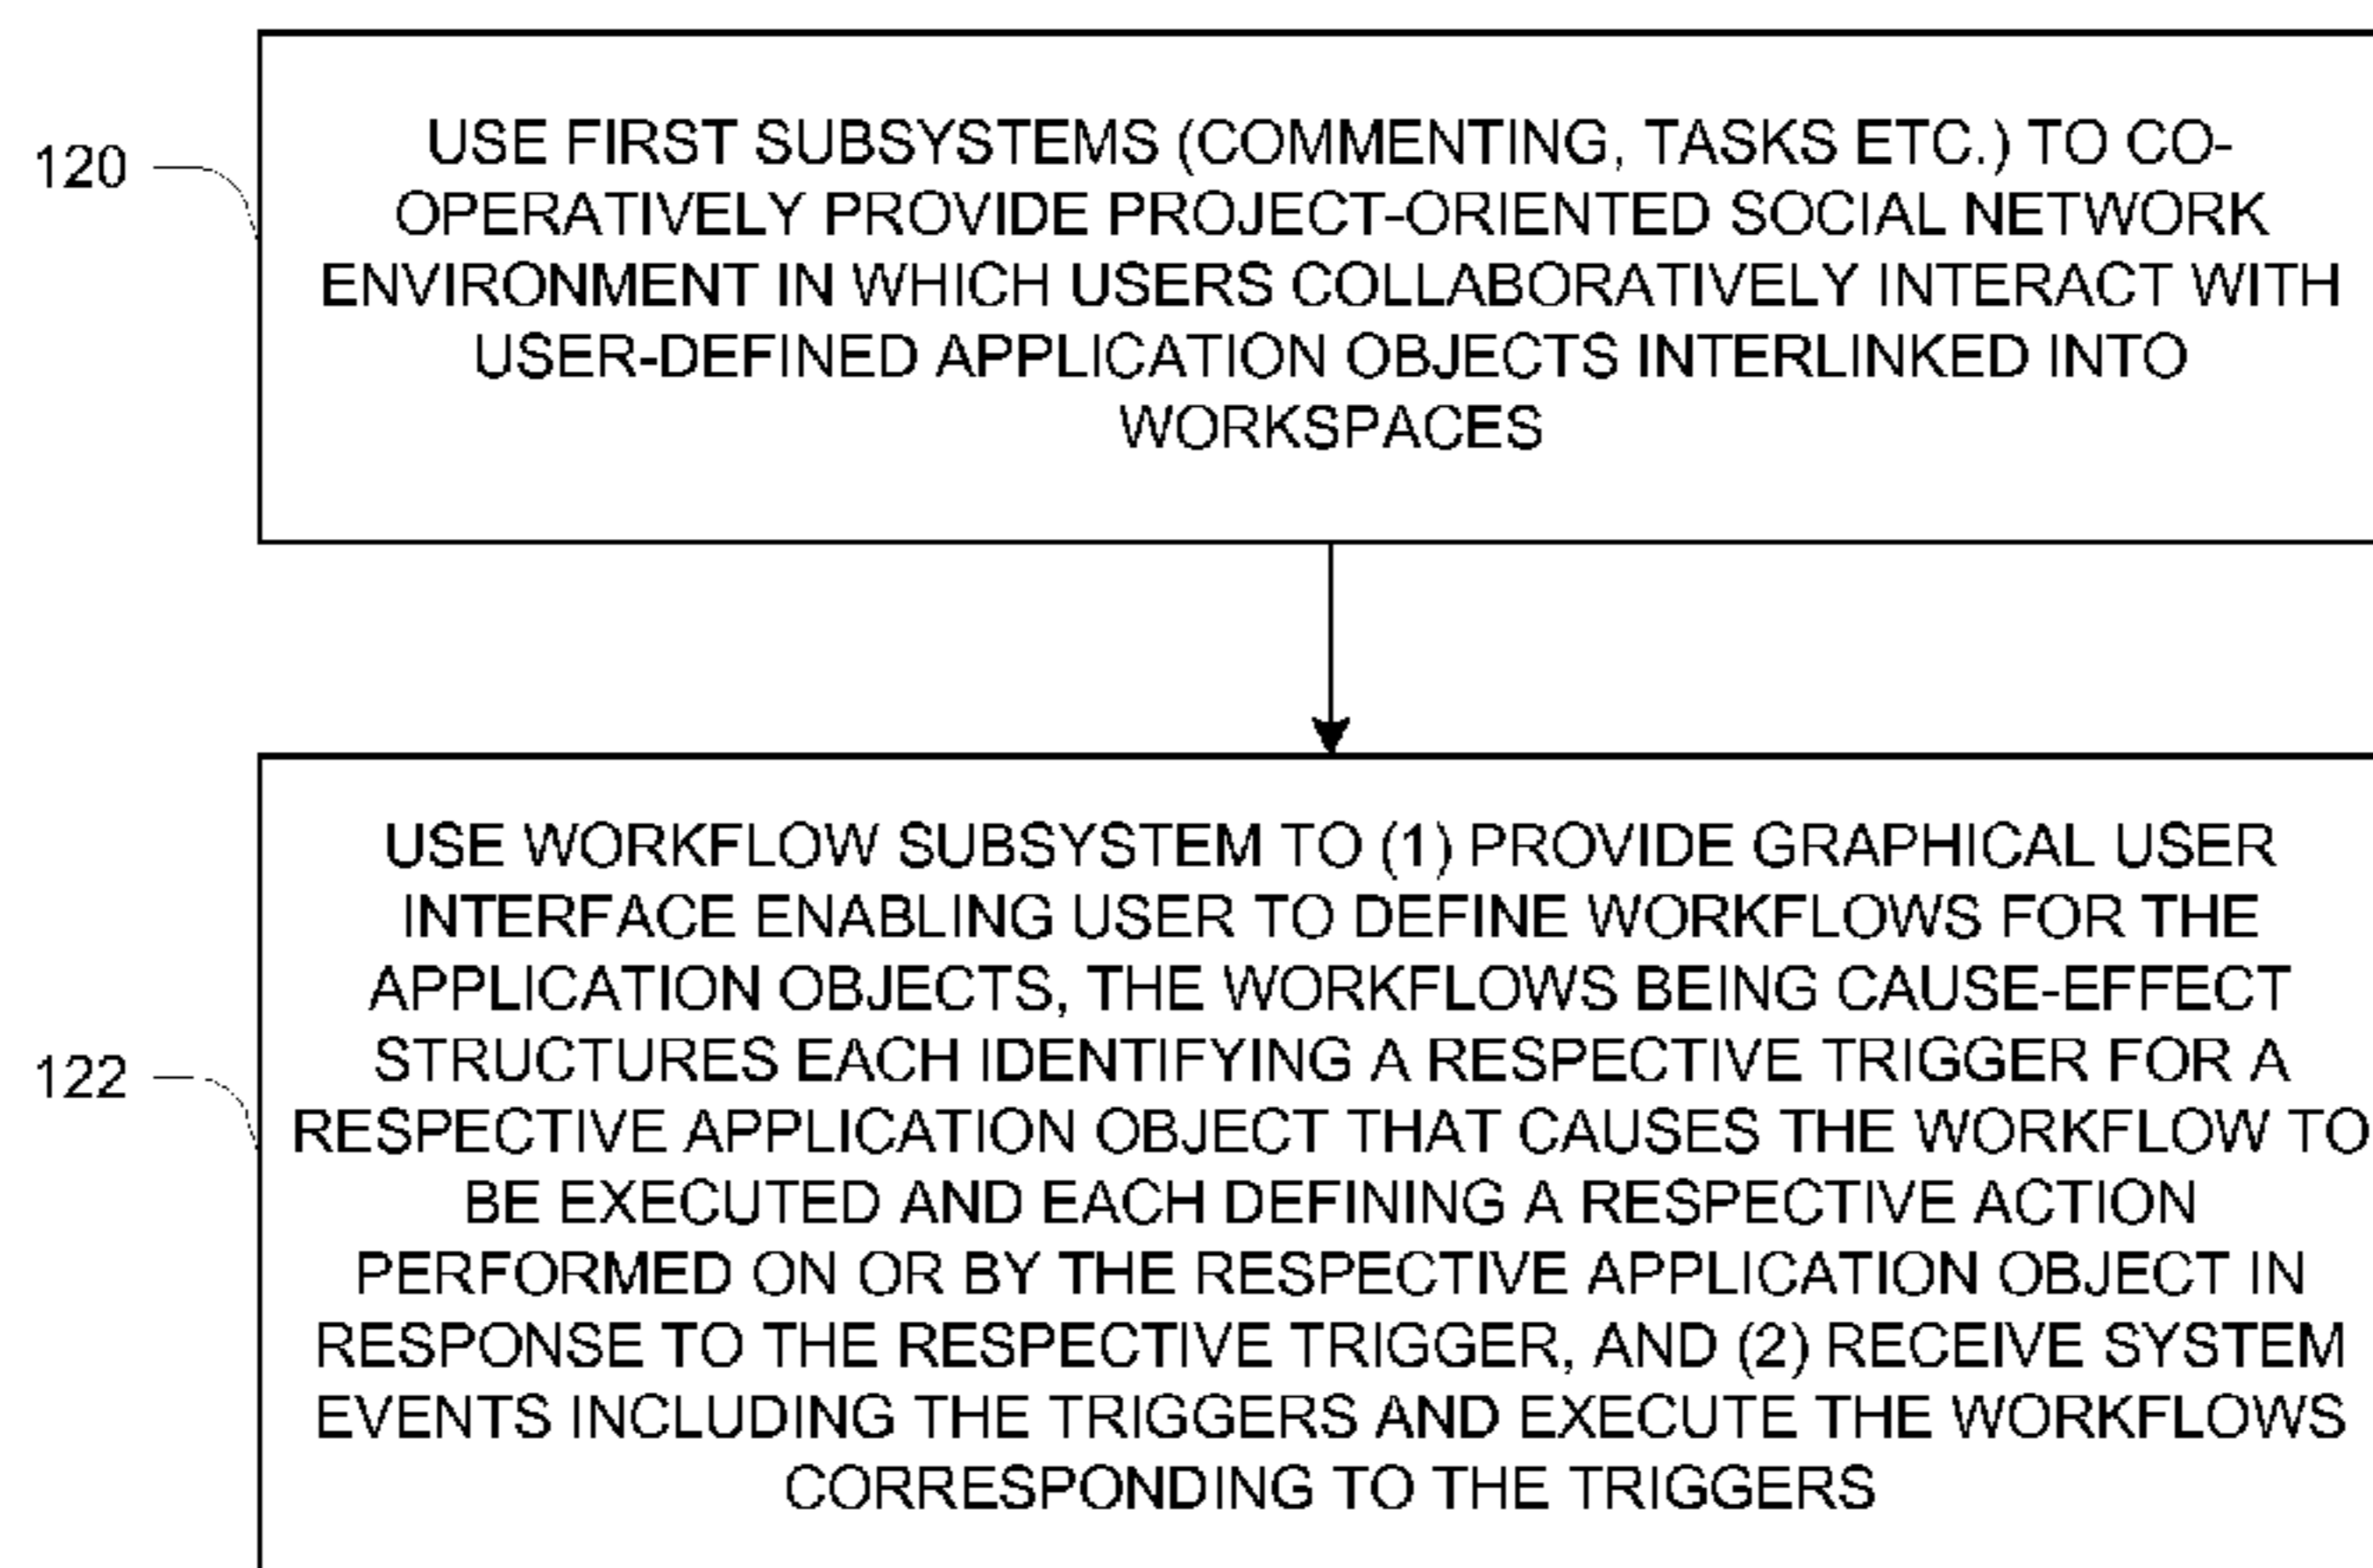 120
USE FIRST SUBSYSTEMS (COMMENTING, TASKS ETC.) TO CO-
OPERATIVELY PROVIDE PROJECT-ORIENTED SOCIAL NETWORK
ENVIRONMENT IN WHICH USERS COLLABORATIVELY INTERACT WITH
USER-DEFINED APPLICATION OBJECTS INTERLINKED INTO
WORKSPACES
122
USE WORKFLOW SUBSYSTEM TO (1) PROVIDE GRAPHICAL USER
INTERFACE ENABLING USER TO DEFINE WORKFLOWS FOR THE
APPLICATION OBJECTS, THE WORKFLOWS BEING CAUSE-EFFECT
STRUCTURES EACH IDENTIFYING A RESPECTIVE TRIGGER FOR A
RESPECTIVE APPLICATION OBJECT THAT CAUSES THE WORKFLOW TO
BE EXECUTED AND EACH DEFINING A RESPECTIVE ACTION
PERFORMED ON OR BY THE RESPECTIVE APPLICATION OBJECT IN
RESPONSE TO THE RESPECTIVE TRIGGER, AND (2) RECEIVE SYSTEM
EVENTS INCLUDING THE TRIGGERS AND EXECUTE THE WORKFLOWS
CORRESPONDING TO THE TRIGGERS